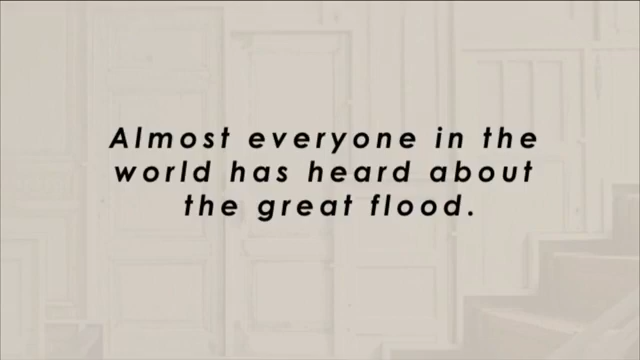 Almost everyone in the
world has heard about
the great flood.